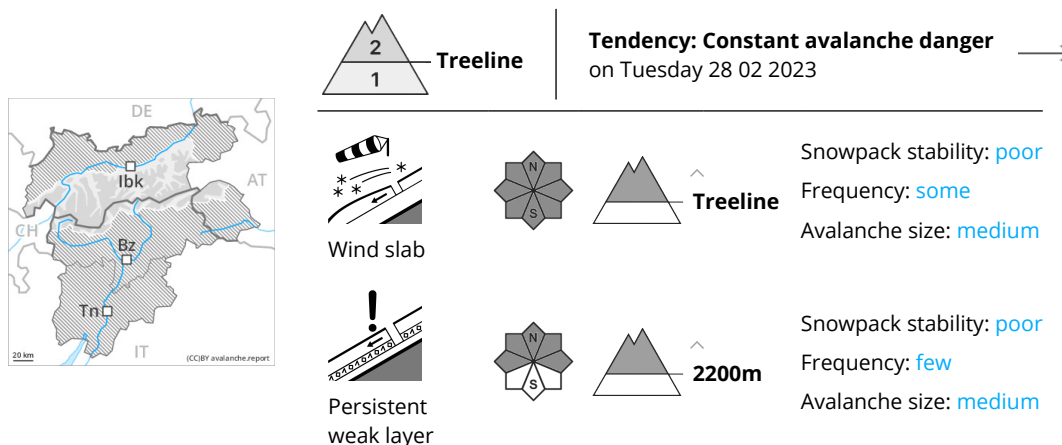 2
1
Treeline
Tendency: Constant avalanche danger
on Tuesday 28 02 2023
DE
Ibk
AT
CH
Bz
Tn
IT
20 km
(CC)BY avalanche.report
Wind slab
N
S
Treeline
Snowpack stability: poor
Frequency: some
Avalanche size: medium
Persistent
weak layer
N
S
2200m
Snowpack stability: poor
Frequency: few
Avalanche size: medium